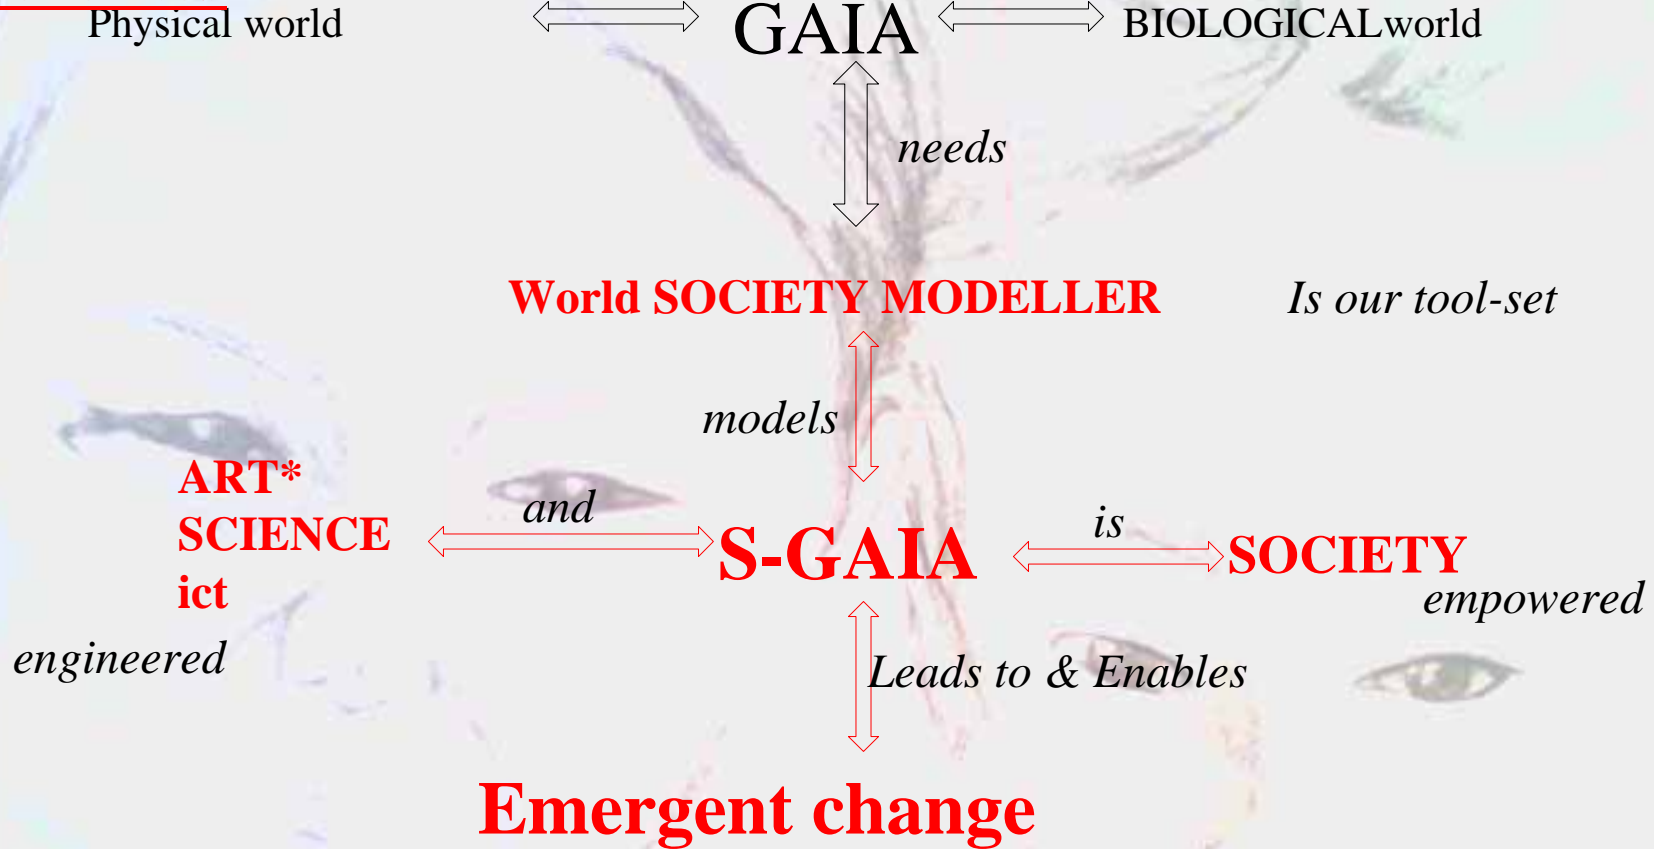 Physical world
GAIA
BIOLOGICALworld
needs
World SOCIETY MODELLER
Is our tool-set
models
ART*
SCIENCE
ict
and
S-GAIA
is
SOCIETY
empowered
engineered
Leads to & Enables
Emergent change